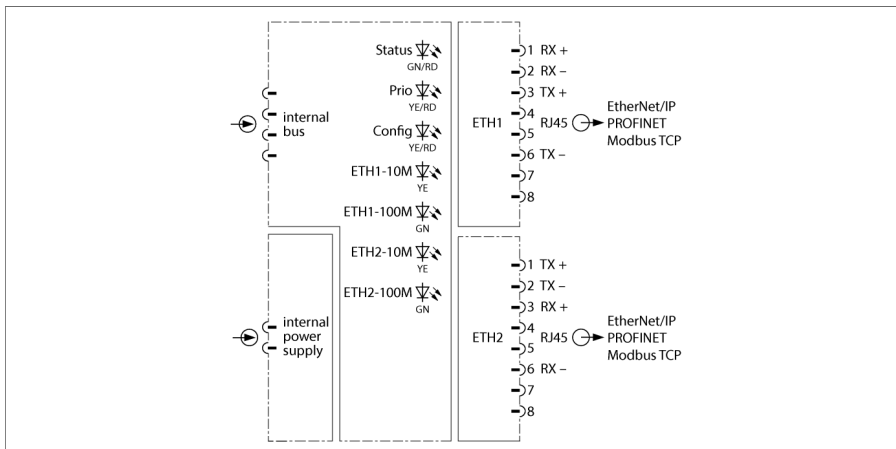 Status
GN/RD
Prio
YE/RD
Config
YE/RD
ETH1-10M
YE
ETH1-100M
GN
ETH2-10M
YE
ETH2-100M
GN
internal
bus
internal
power
supply
ETH1
1 RX +
2 RX –
3 TX +
4
5
6 TX –
7
8
RJ45
EtherNet/IP
PROFINET
Modbus TCP
ETH2
1 TX +
2 TX –
3 RX +
4
5
6 RX –
7
8
RJ45
EtherNet/IP
PROFINET
Modbus TCP